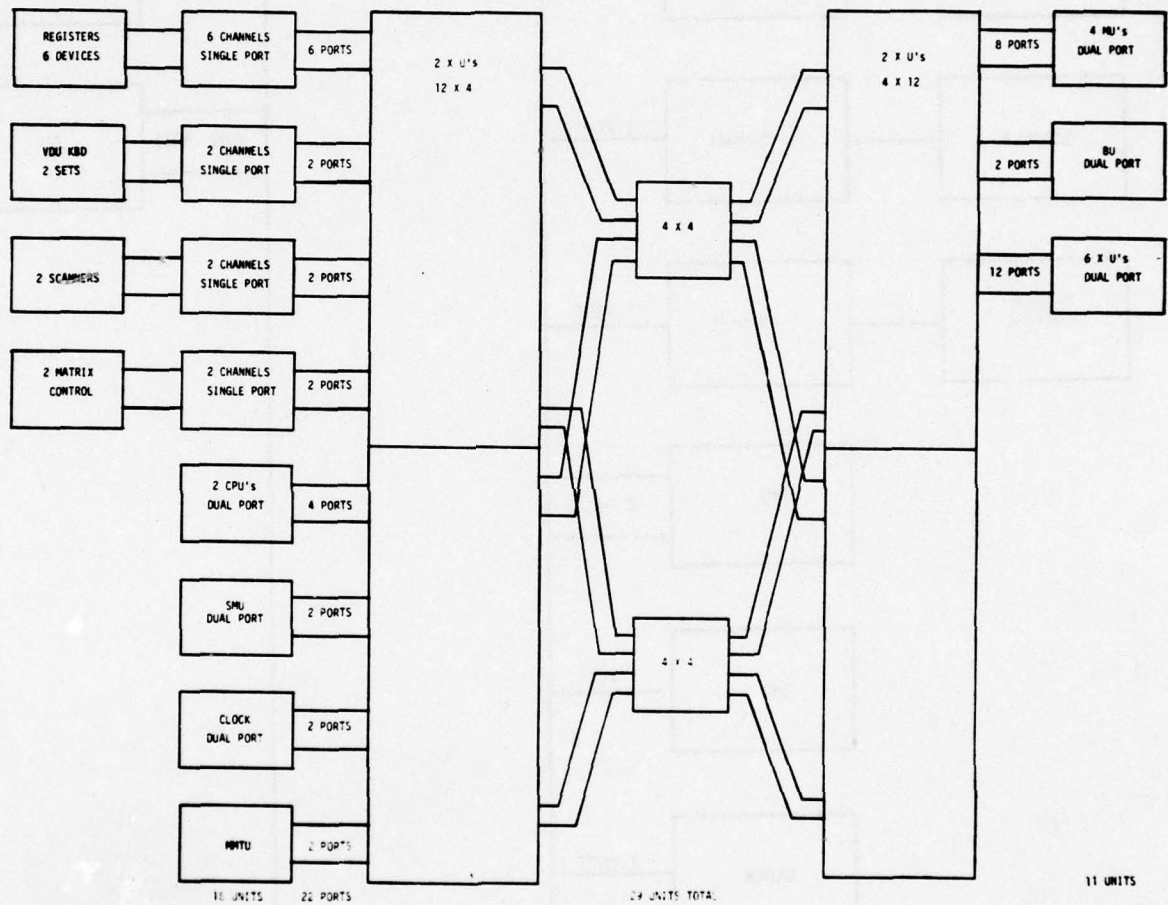 REGISTERS
6 DEVICES
6 CHANNELS
SINGLE PORT
6 PORTS
2 X U's
12 X 4
2 X U's
4 X 12
8 PORTS
4 MU's
DUAL PORT
VDU KBD
2 SETS
2 CHANNELS
SINGLE PORT
2 PORTS
4 X 4
2 PORTS
BU
DUAL PORT
2 SCANNERS
2 CHANNELS
SINGLE PORT
2 PORTS
12 PORTS
6 X U's
DUAL PORT
2 MATRIX
CONTROL
2 CHANNELS
SINGLE PORT
2 PORTS
2 CPU's
DUAL PORT
4 PORTS
SMU
DUAL PORT
2 PORTS
4 X 4
CLOCK
DUAL PORT
2 PORTS
2 PORTS
UNITS
22 PORTS
29 UNITS TOTAL
11 UNITS